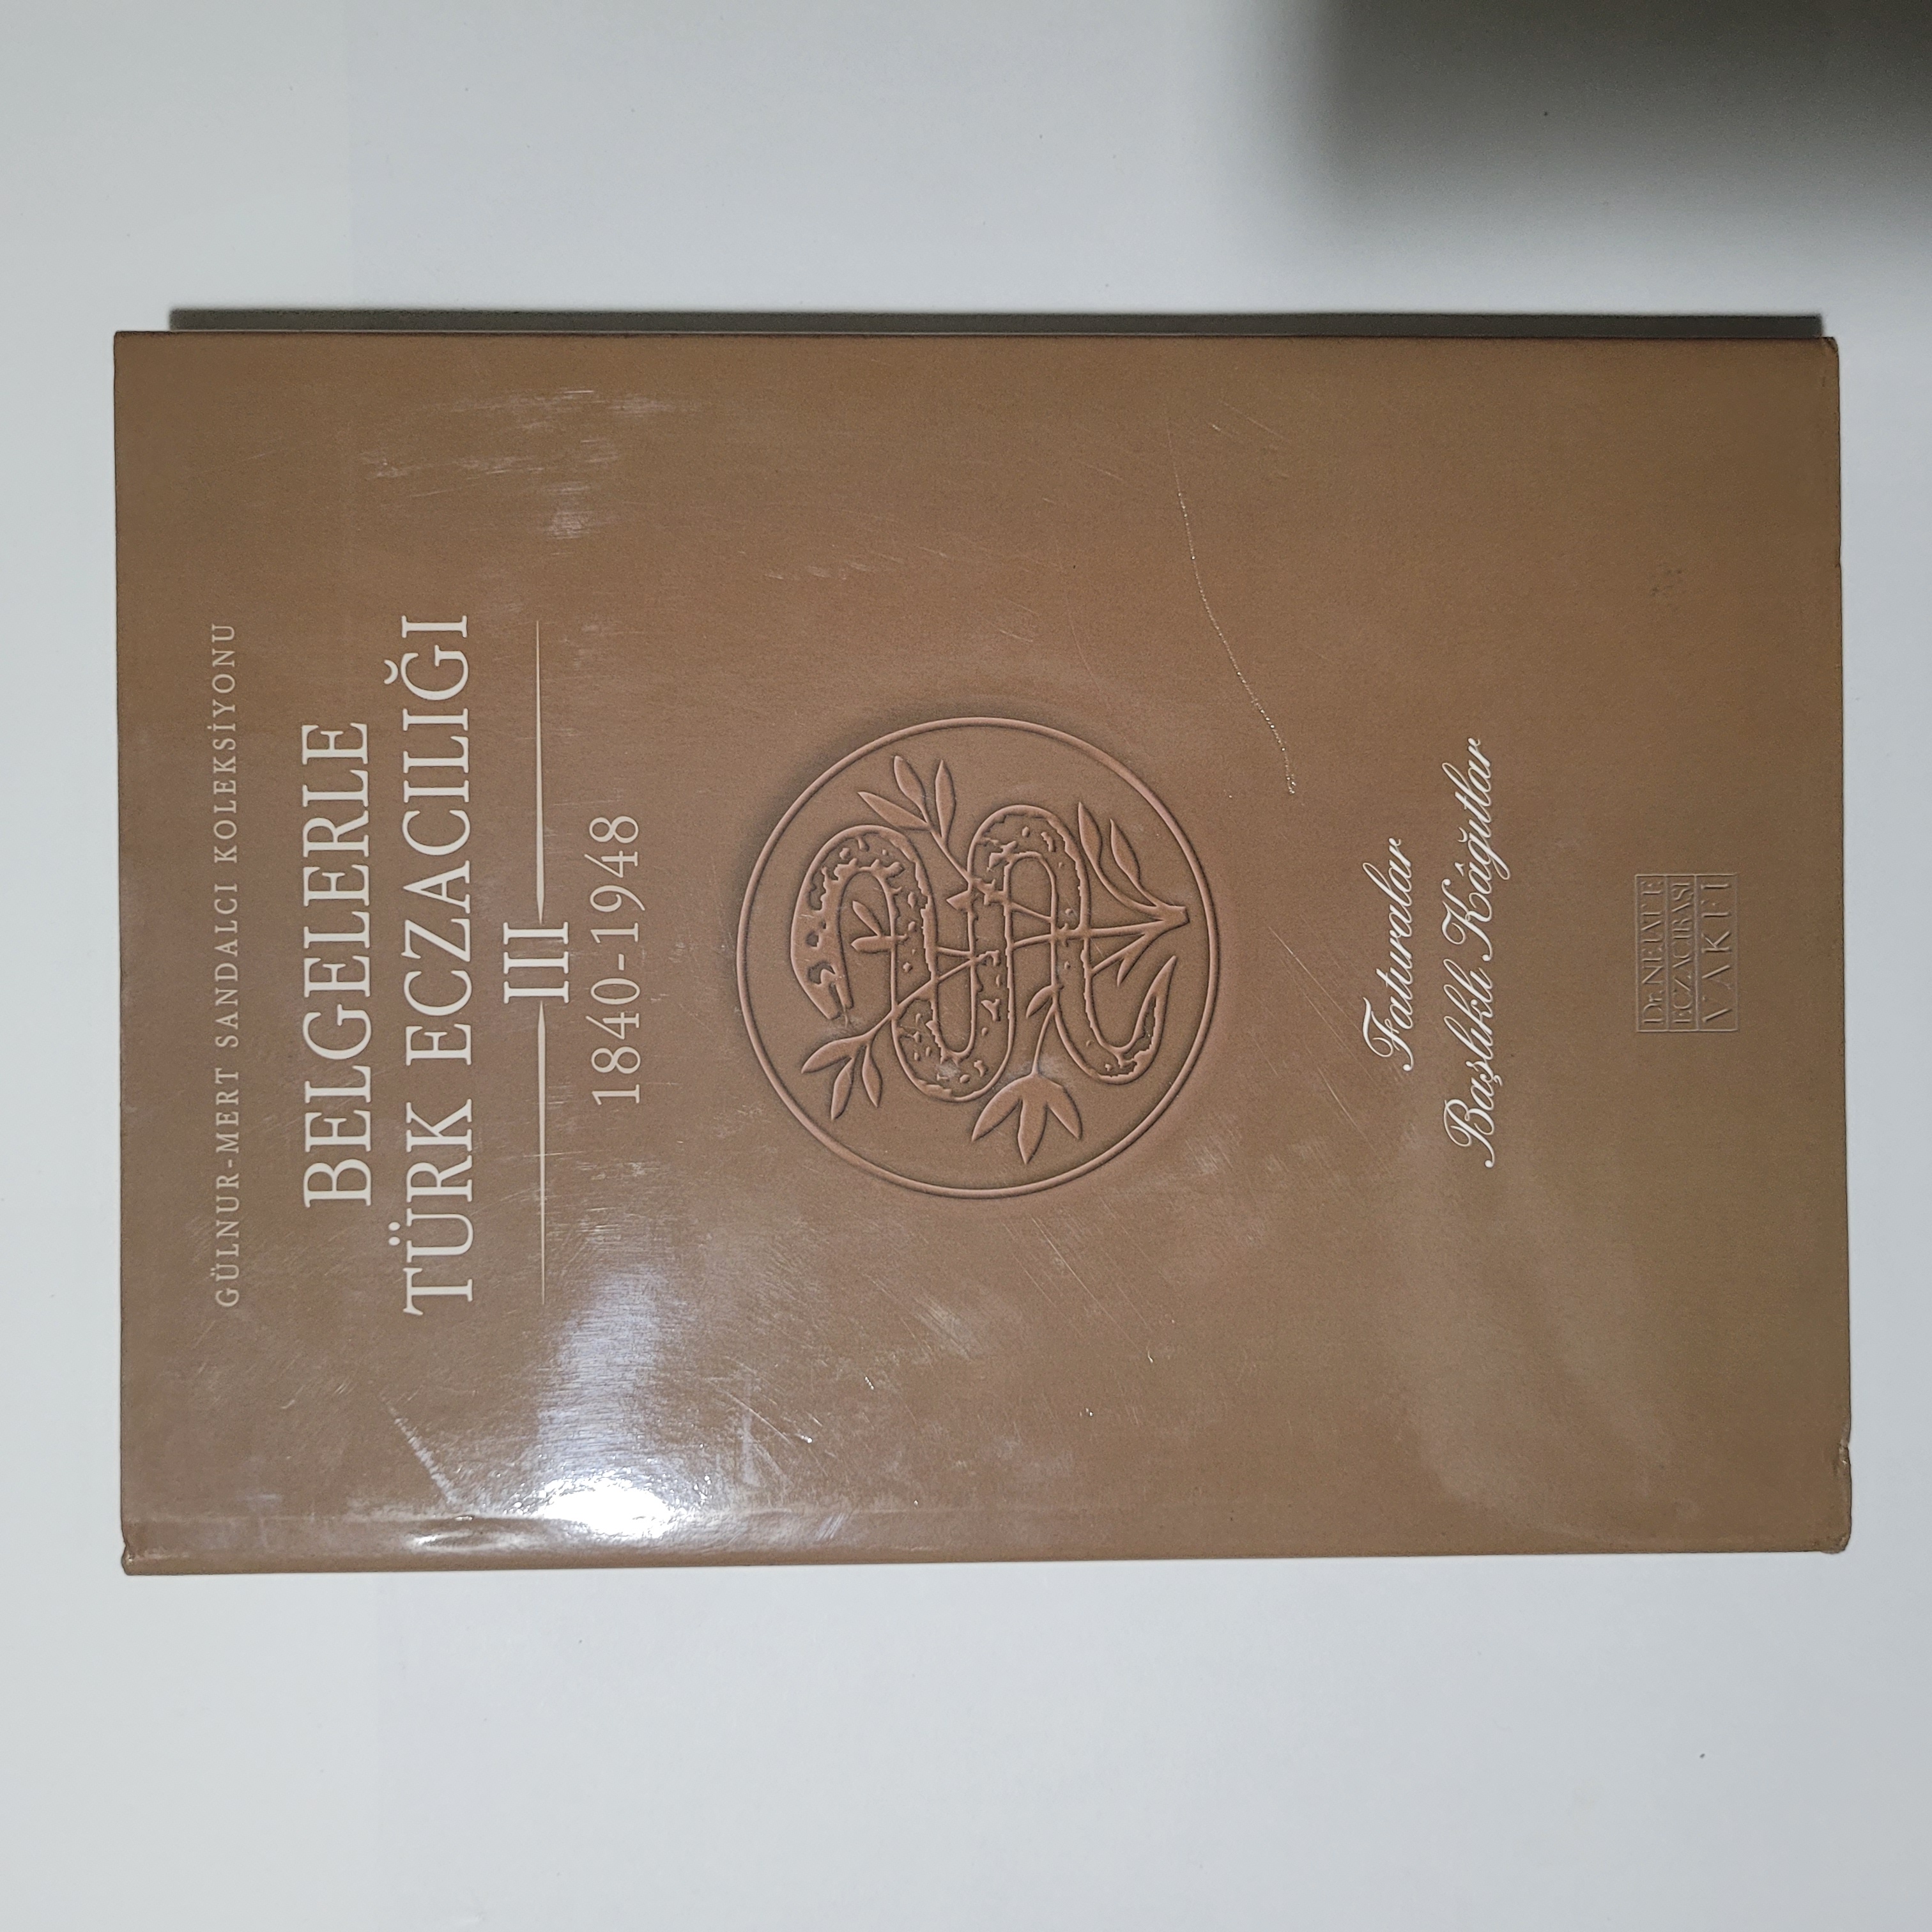 GÜLNUR-MERT SANDALCI KOLEKSİYONU
BELGELERLE
TÜRK ECZACILIĞI
III
1840-1948
Faturalar
Başlıklı Kâğıtlar
Dr. NEJAT F.
ECZACIBAŞI
VAKFI